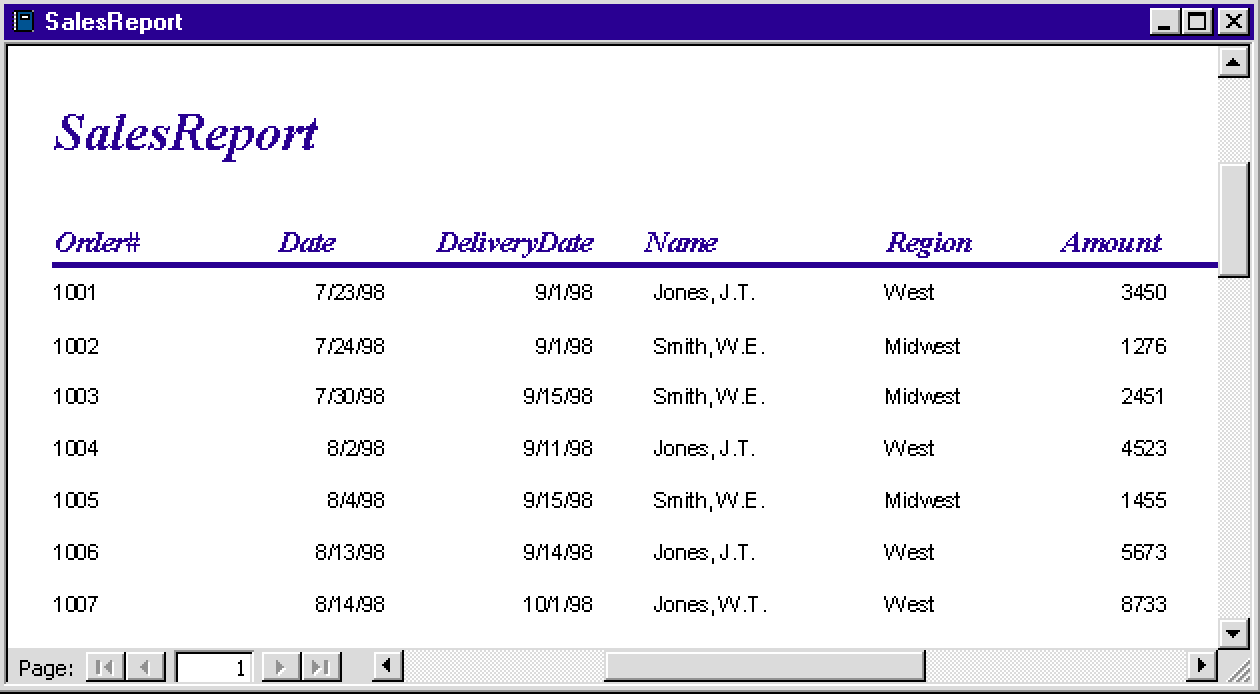 SalesReport
SalesReport
Order# Date DeliveryDate Name Region Amount
1001 7/23/98 9/1/98 Jones, J.T. West 3450
1002 7/24/98 9/1/98 Smith,W.E. Midwest 1276
1003 7/30/98 9/15/98 Smith,W.E. Midwest 2451
1004 8/2/98 9/11/98 Jones, J.T. West 4523
1005 8/4/98 9/15/98 Smith,W.E. Midwest 1455
1006 8/13/98 9/14/98 Jones, J.T. West 5673
1007 8/14/98 10/1/98 Jones,W.T. West 8733
Page: 1